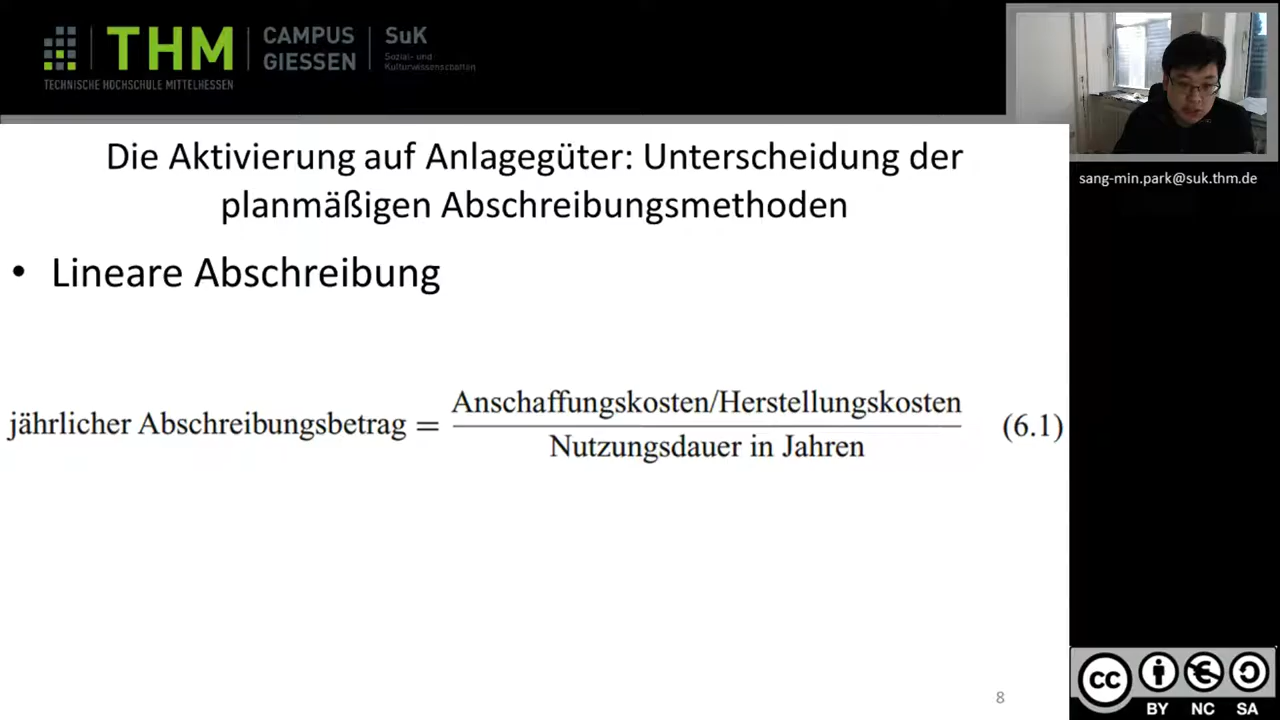 THM
CAMPUS
GIESSEN
SuK
Sozial- und
Kulturwissenschaften
TECHNISCHE HOCHSCHULE MITTELHESSEN
sang-min.park@suk.thm.de
Die Aktivierung auf Anlagegüter: Unterscheidung der
planmäßigen Abschreibungsmethoden
• Lineare Abschreibung
jährlicher Abschreibungsbetrag = Anschaffungskosten/Herstellungskosten
Nutzungsdauer in Jahren
(6.1)
8
cc
BY NC SA